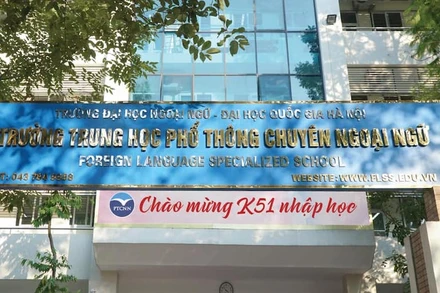 TRƯỜNG ĐẠI HỌC NGOẠI NGỮ - ĐẠI HỌC QUỐC GIA HÀ NỘI
TRƯỜNG TRUNG HỌC PHỔ THÔNG CHUYÊN NGOẠI NGỮ
FOREIGN LANGUAGE SPECIALIZED SCHOOL
WEBSITE-WWW.FLSS.EDU.VN
PTCNN
Chào mừng K51 nhập học